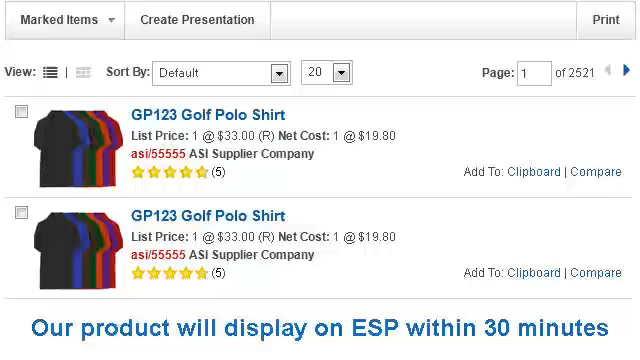 Marked Items Create Presentation Print
View: | Sort By: Default 20 Page: 1 of 2521
GP123 Golf Polo Shirt
List Price: 1 @ $33.00 (R) Net Cost: 1 @ $19.80
asi/55555 ASI Supplier Company
(5) Add To: Clipboard | Compare
GP123 Golf Polo Shirt
List Price: 1 @ $33.00 (R) Net Cost: 1 @ $19.80
asi/55555 ASI Supplier Company
(5) Add To: Clipboard | Compare
Our product will display on ESP within 30 minutes